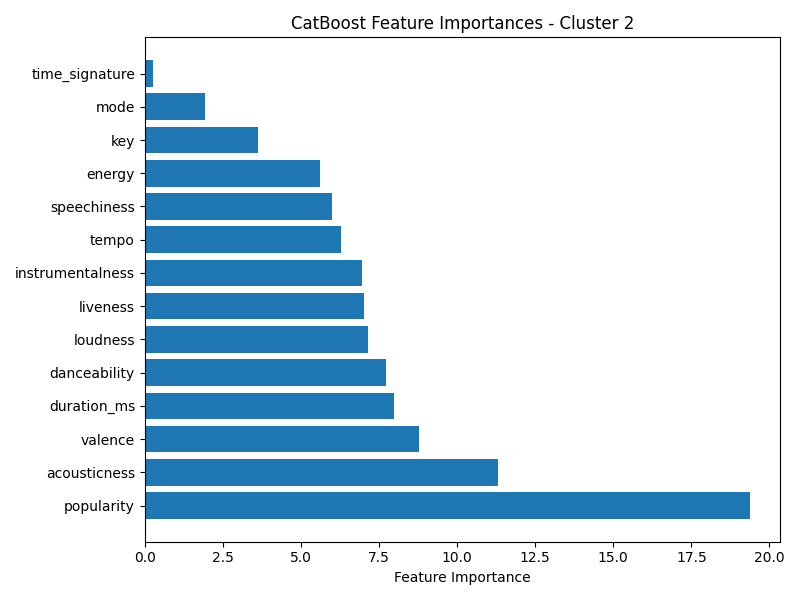 CatBoost Feature Importances - Cluster 2
time_signature
mode
key
energy
speechiness
tempo
instrumentalness
liveness
loudness
danceability
duration_ms
valence
acousticness
popularity
0.0 2.5 5.0 7.5 10.0 12.5 15.0 17.5 20.0
Feature Importance